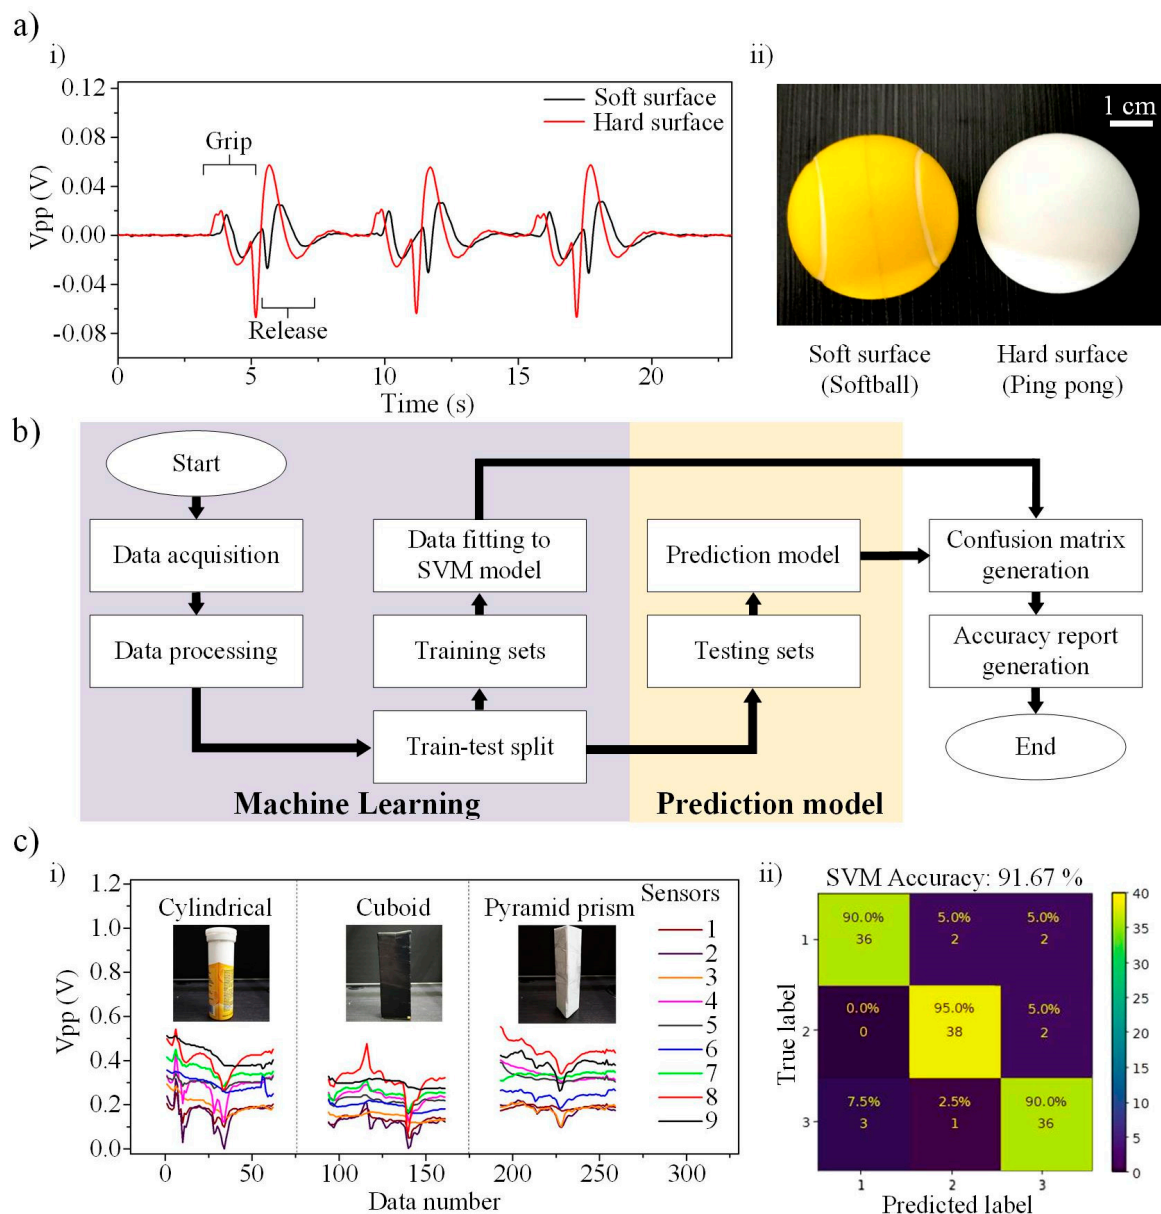 a)
i)
0.12
0.08
0.04
0.00
-0.04
-0.08
Vpp (V)
Soft surface
Hard surface
Grip
Release
0
5
10
15
20
Time (s)
ii)
1 cm
Soft surface
(Softball)
Hard surface
(Ping pong)
b)
Start
Data acquisition
Data processing
Data fitting to
SVM model
Training sets
Train-test split
Machine Learning
Prediction model
Testing sets
Prediction model
Confusion matrix
generation
Accuracy report
generation
End
c)
i)
1.2
1.0
0.8
0.6
0.4
0.2
0.0
Vpp (V)
Cylindrical
Cuboid
Pyramid prism
Sensors
1
2
3
4
5
6
7
8
9
0
50
100
150
200
250
300
Data number
ii)
SVM Accuracy: 91.67 %
90.0%
36
5.0%
2
5.0%
2
0.0%
0
95.0%
38
5.0%
2
7.5%
3
2.5%
1
90.0%
36
1
2
3
True label
1
2
3
Predicted label
40
35
30
25
20
15
10
5
0